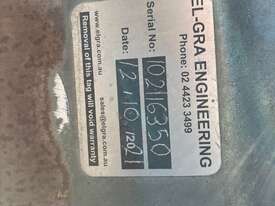 EL-GRA ENGINEERING
Phone: 02 4423 3499
Serial No: 10216350
Date: 12/10/2021
sales@elgra.com.au
www.elgra.com.au
Removal of this tag will void warranty